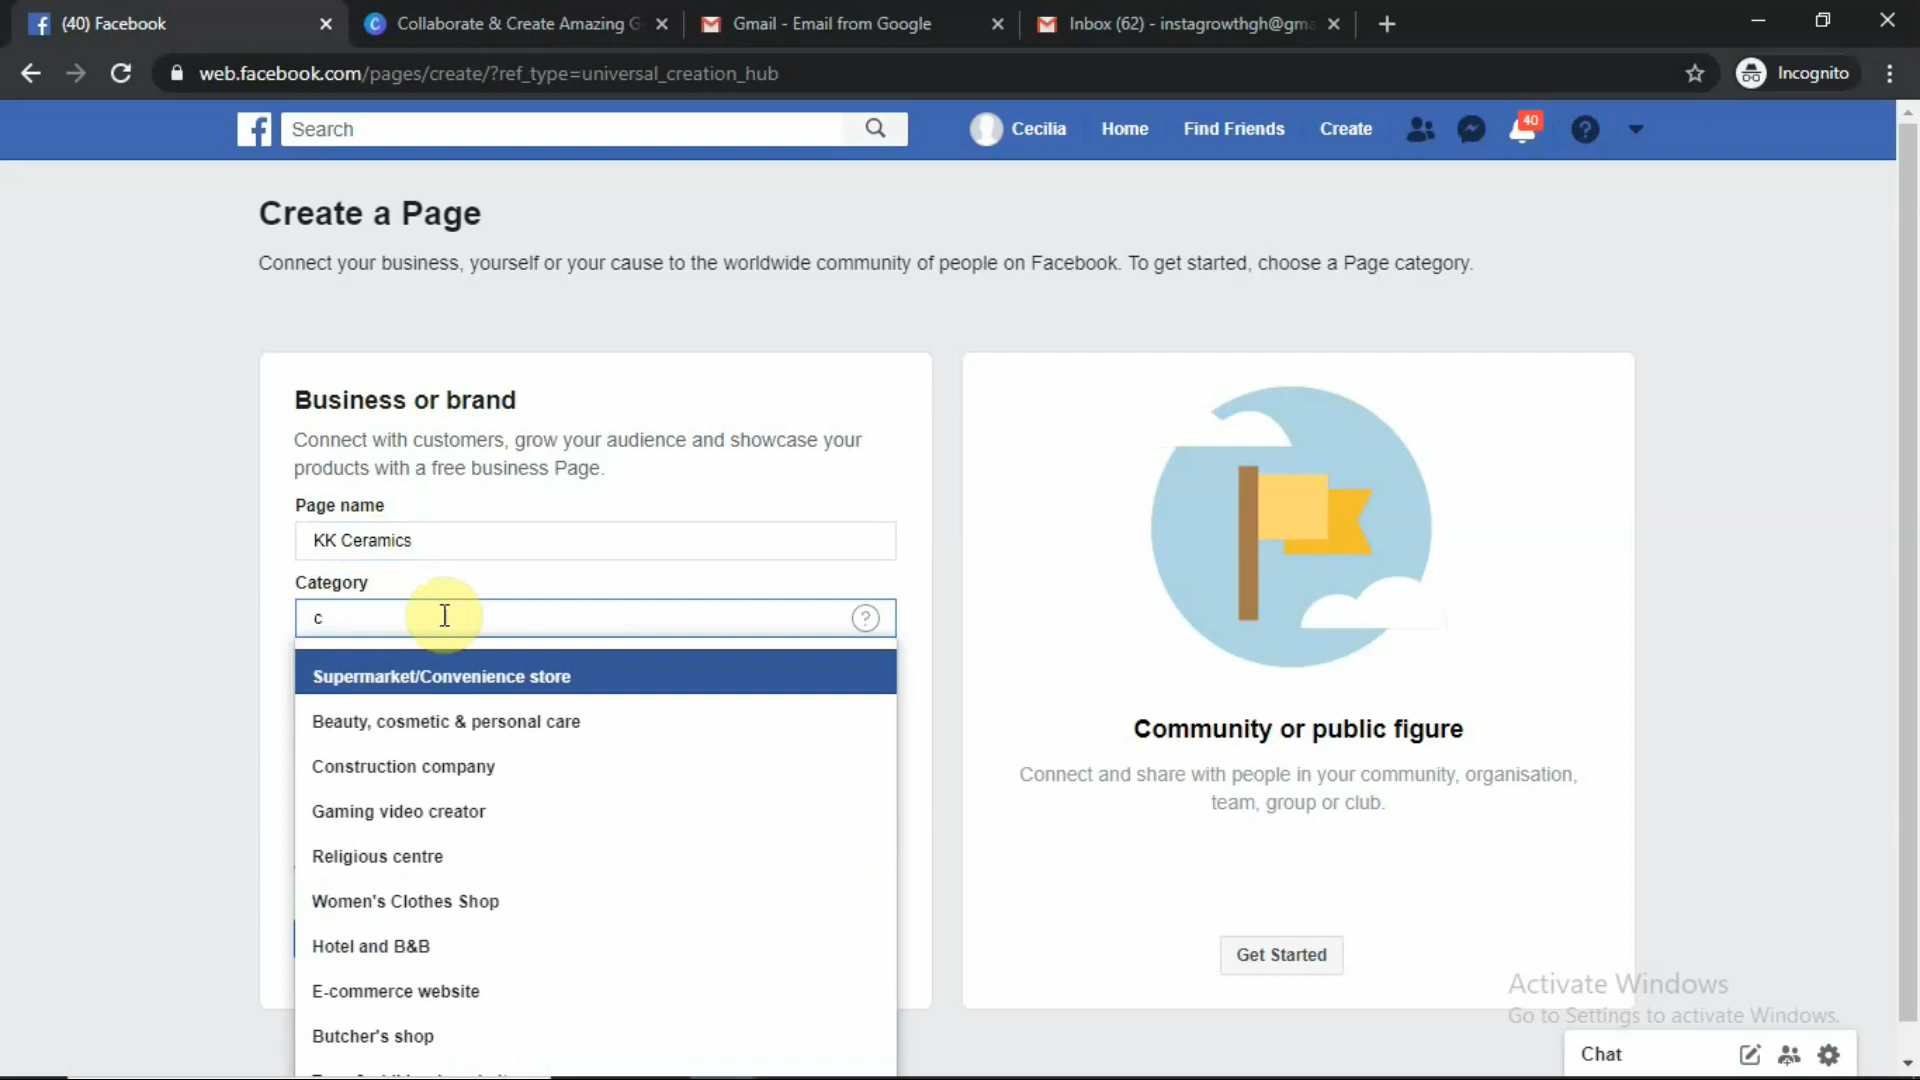 (40) Facebook
Collaborate & Create Amazing G
Gmail - Email from Google
Inbox (62) - instagrowthgh@gma
web.facebook.com/pages/create/?ref_type=universal_creation_hub
Incognito
Search
Cecilia
Home
Find Friends
Create
40
Create a Page
Connect your business, yourself or your cause to the worldwide community of people on Facebook. To get started, choose a Page category.
Business or brand
Connect with customers, grow your audience and showcase your
products with a free business Page.
Page name
KK Ceramics
Category
c
Supermarket/Convenience store
Beauty, cosmetic & personal care
Construction company
Gaming video creator
Religious centre
Women's Clothes Shop
Hotel and B&B
E-commerce website
Butcher's shop
Community or public figure
Connect and share with people in your community, organisation,
team, group or club.
Get Started
Activate Windows
Go to Settings to activate Windows.
Chat